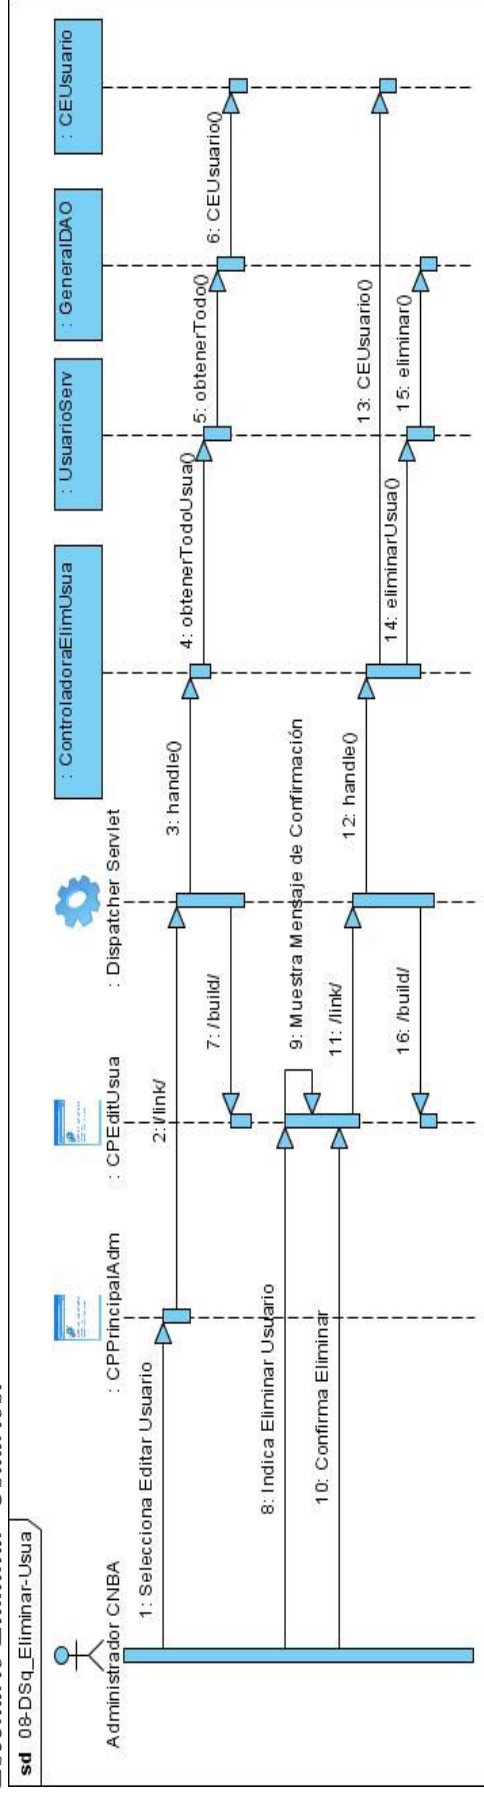 sd 08-DSq_Eliminar-Usua
Administrador CNBA
: CPPrincipalAdm
: CPEditUsua
: Dispatcher Servlet
: ControladoraElimUsua
: UsuarioServ
: GeneralDAO
: CEUsuario
1: Selecciona Editar Usuario
2: /link/
3: handle()
4: obtenerTodoUsua()
5: obtenerTodo()
6: CEUsuario()
7: /build/
8: Indica Eliminar Usuario
9: Muestra Mensaje de Confirmación
10: Confirma Eliminar
11: /link/
12: handle()
13: CEUsuario()
14: eliminarUsua()
15: eliminar()
16: /build/